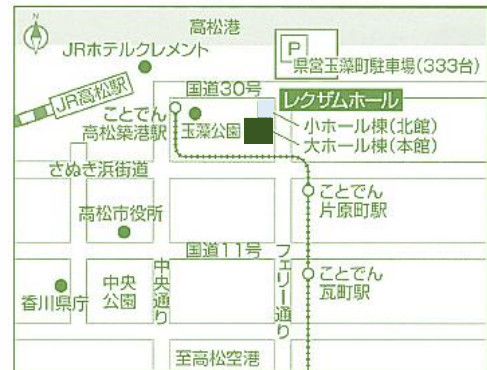 高松港
JRホテルクレメント
P
県営玉藻町駐車場(333台)
JR高松駅
国道30号
レクザムホール
ことでん
高松築港駅
玉藻公園
小ホール棟(北館)
大ホール棟(本館)
さぬき浜街道
ことでん
片原町駅
高松市役所
国道11号
中央通り
フェリー通り
ことでん
瓦町駅
香川県庁
中央
公園
至高松空港